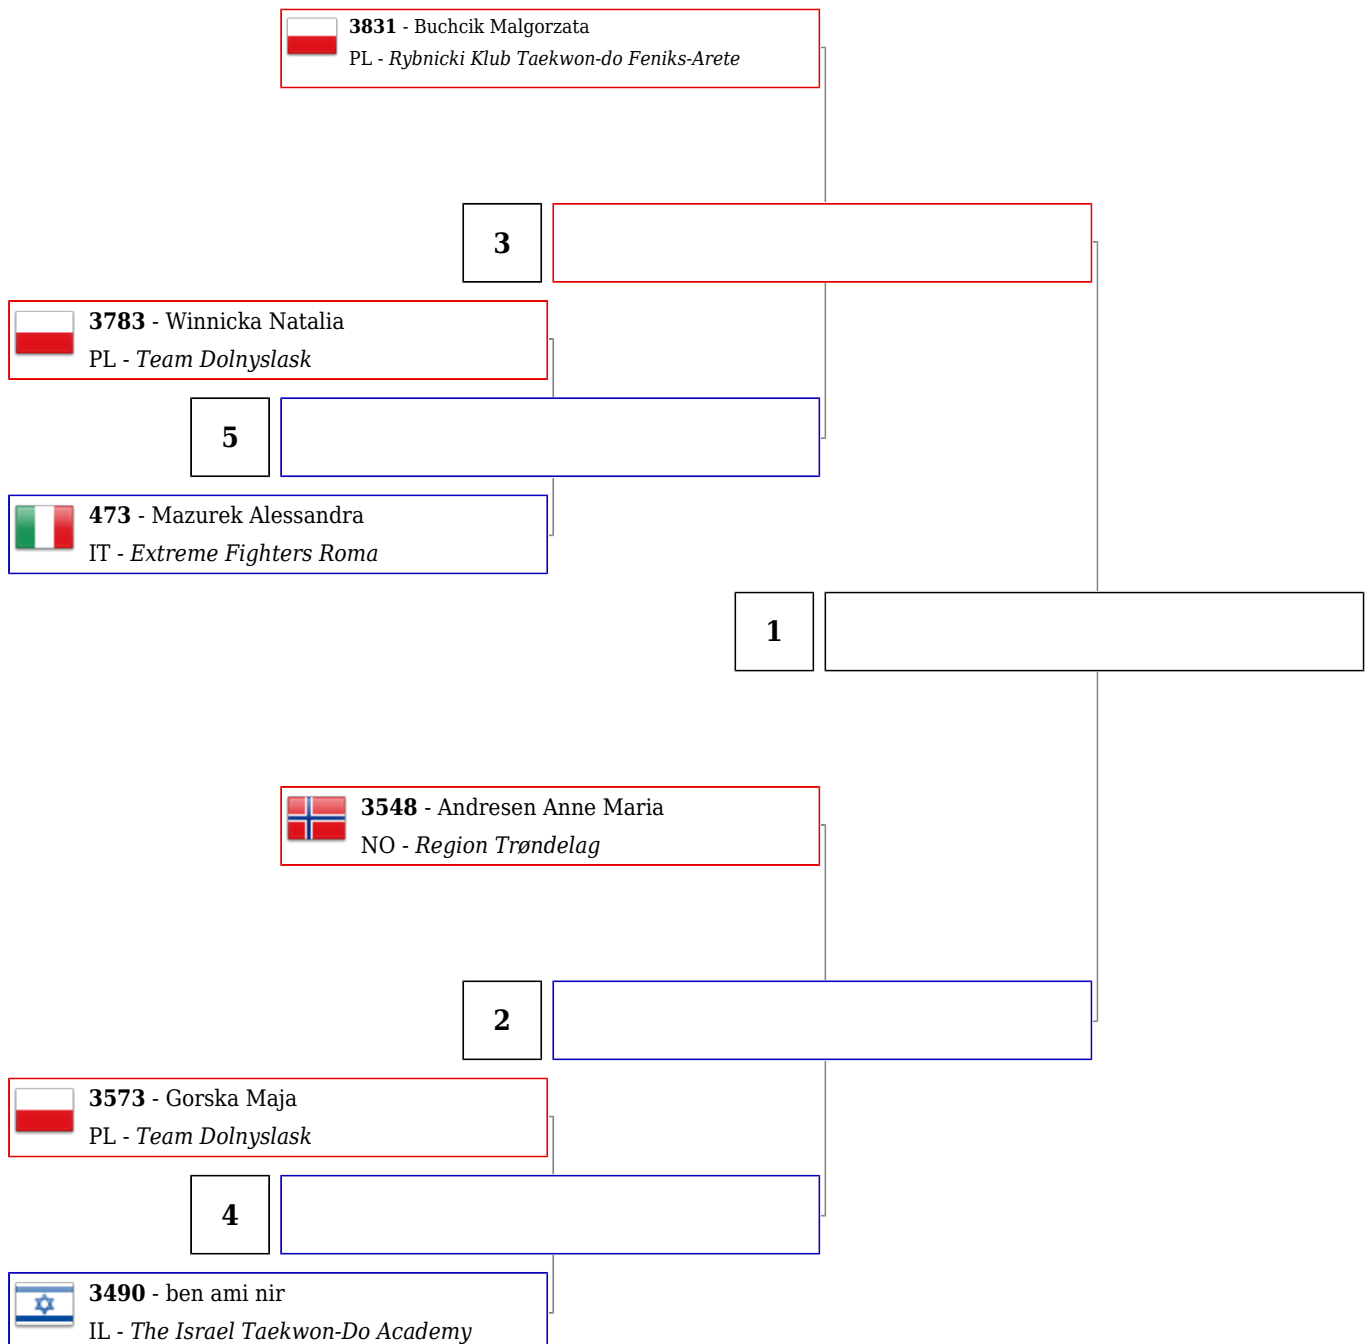 3831 - Buchcik Malgorzata
PL - Rybnicki Klub Taekwon-do Feniks-Arete
3
3783 - Winnicka Natalia
PL - Team Dolnyslask
5
473 - Mazurek Alessandra
IT - Extreme Fighters Roma
1
3548 - Andresen Anne Maria
NO - Region Trøndelag
2
3573 - Gorska Maja
PL - Team Dolnyslask
4
3490 - ben ami nir
IL - The Israel Taekwon-Do Academy